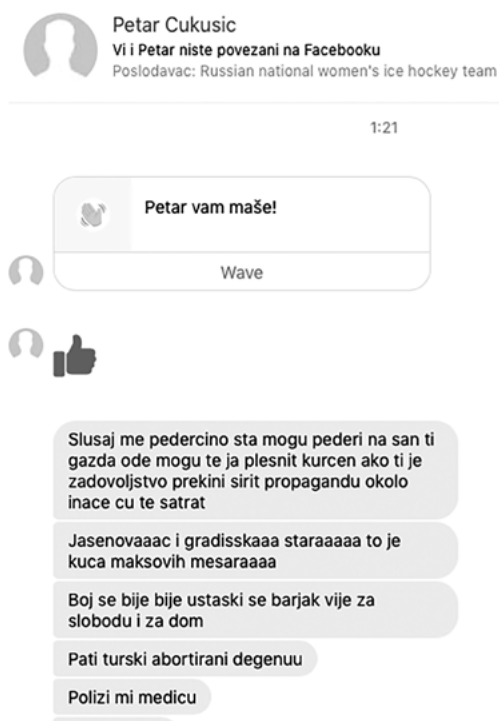 Petar Cukusic
Vi i Petar niste povezani na Facebooku
Poslodavac: Russian national women's ice hockey team
1:21
Petar vam maše!
Wave
Slusaj me pedercino sta mogu pederi na san ti
gazda ode mogu te ja plesnit kurcen ako ti je
zadovoljstvo prekini sirit propagandu okolo
inace cu te satrat
Jasenovaaac i gradisskaaa staraaaaa to je
kuca maksovih mesaraaaa
Boj se bije bije ustaski se barjak vije za
slobodu i za dom
Pati turski abortirani degenuu
Polizi mi medicu